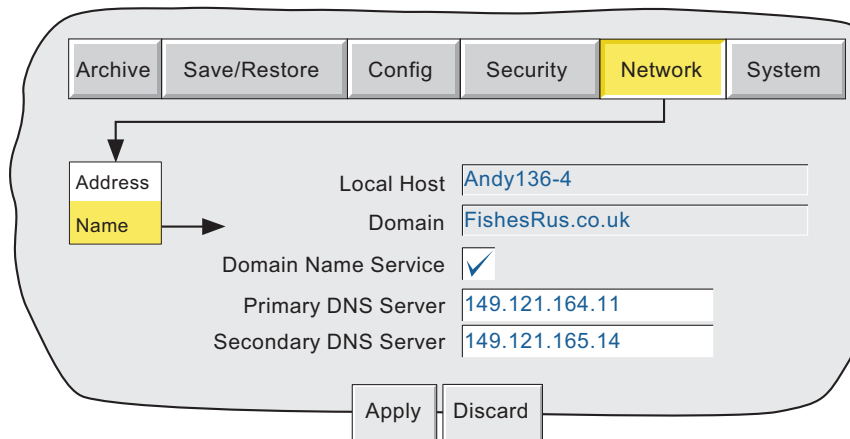 Archive Save/Restore Config Security Network System
Address
Name
Local Host Andy136-4
Domain FishesRus.co.uk
Domain Name Service
Primary DNS Server 149.121.164.11
Secondary DNS Server 149.121.165.14
Apply Discard